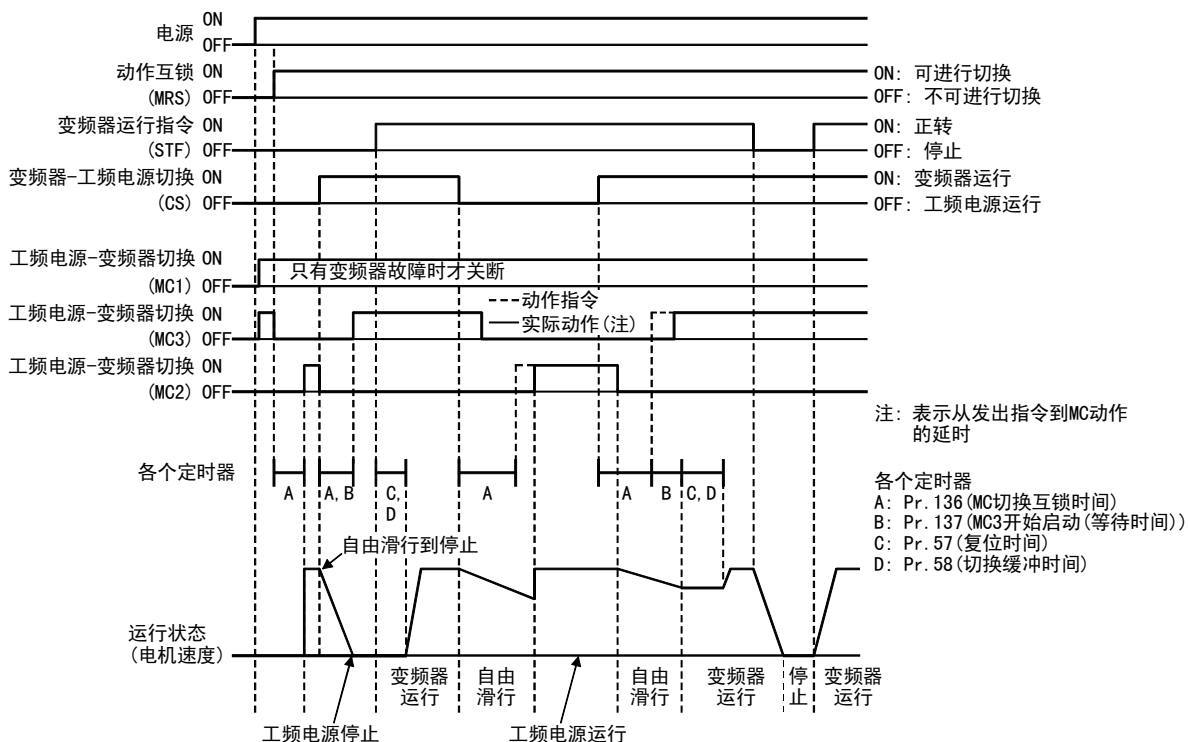 电源 ON
OFF
动作互锁 ON
(MRS) OFF
ON: 可进行切换
OFF: 不可进行切换
变频器运行指令 ON
(STF) OFF
ON: 正转
OFF: 停止
变频器-工频电源切换 ON
(CS) OFF
ON: 变频器运行
OFF: 工频电源运行
工频电源-变频器切换 ON
(MC1) OFF
只有变频器故障时才关断
工频电源-变频器切换 ON
(MC3) OFF
----动作指令
──实际动作(注)
工频电源-变频器切换 ON
(MC2) OFF
注: 表示从发出指令到MC动作
的延时
各个定时器
A
A, B
C,
D
A
A
B
C, D
各个定时器
A: Pr.136(MC切换互锁时间)
B: Pr.137(MC3开始启动(等待时间))
C: Pr.57(复位时间)
D: Pr.58(切换缓冲时间)
自由滑行到停止
运行状态
(电机速度)
变频器
运行
自由
滑行
自由
滑行
变频器
运行
停
止
变频器
运行
工频电源停止
工频电源运行